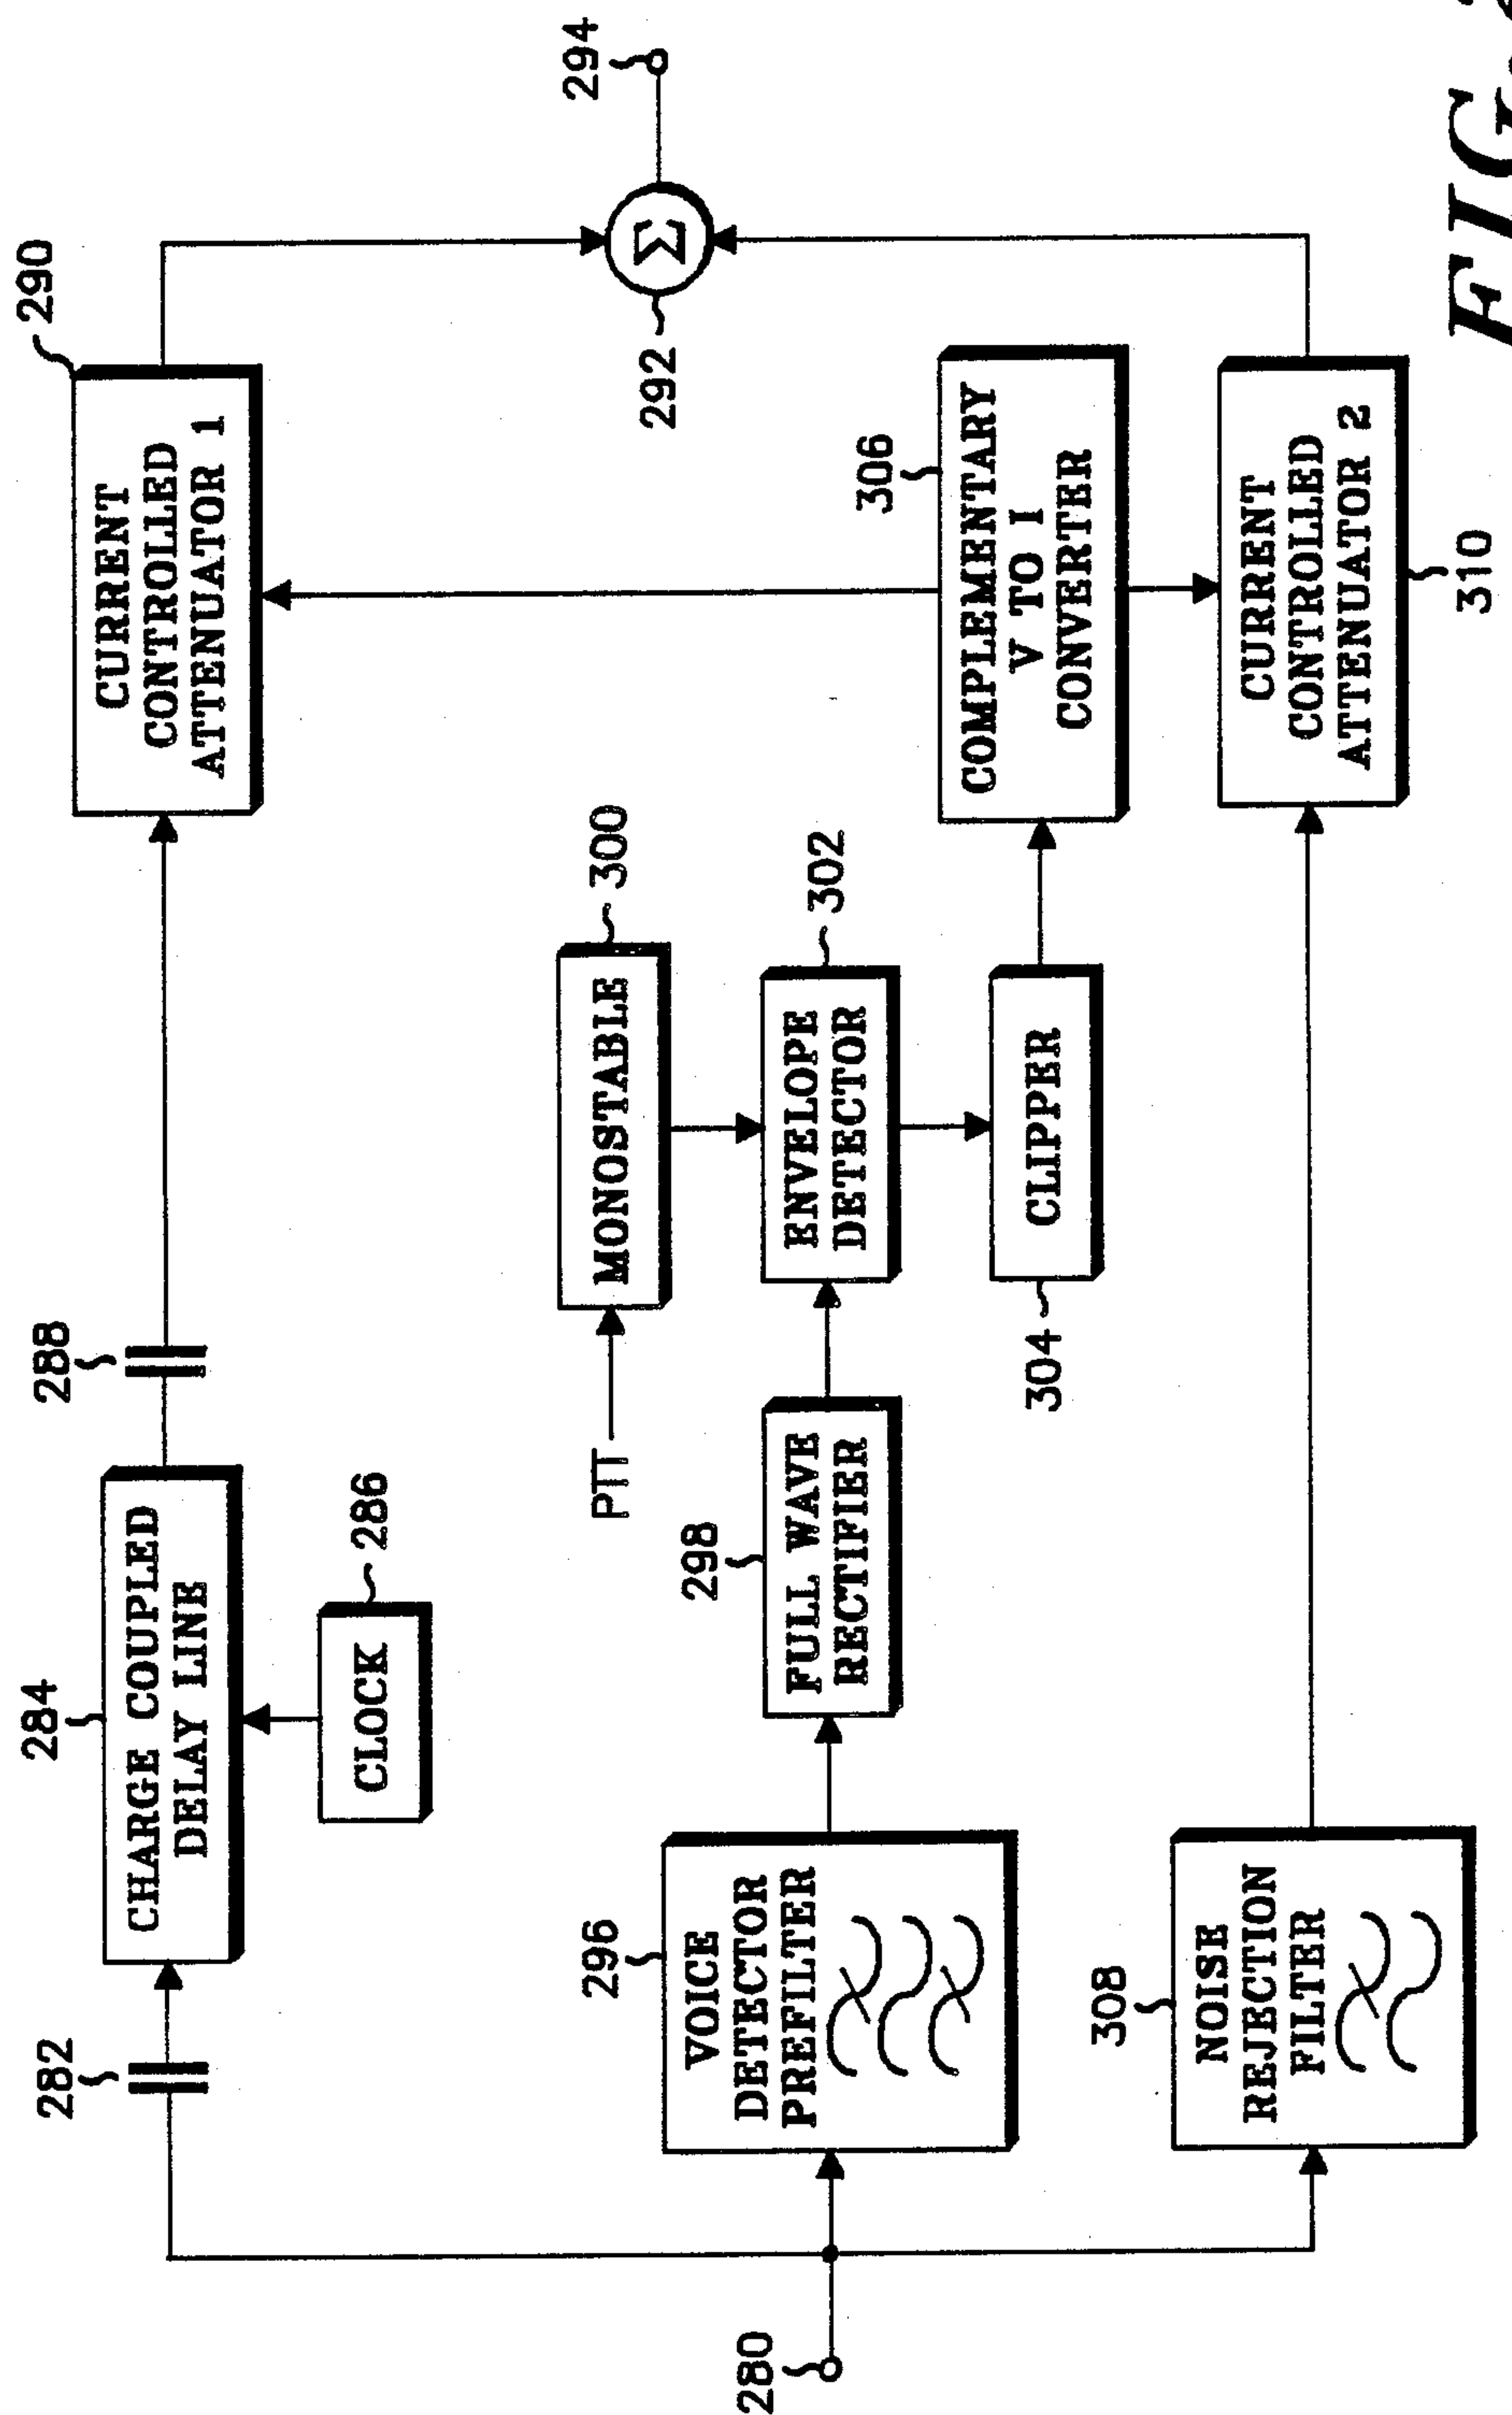 284
CHARGE COUPLED
DELAY LINE
282
288
290
CURRENT
CONTROLLED
ATTENUATOR 1
CLOCK
286
PTT
MONOSTABLE
300
292
Σ
294
280
296
VOICE
DETECTOR
PREFILTER
298
FULL WAVE
RECTIFIER
ENVELOPE
DETECTOR
302
304
CLIPPER
306
COMPLEMENTARY
V TO I
CONVERTER
308
NOISE
REJECTION
FILTER
CURRENT
CONTROLLED
ATTENUATOR 2
310
FIG.